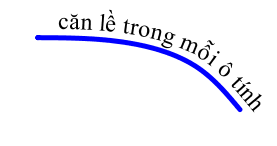 căn lề trong mỗi ô tính